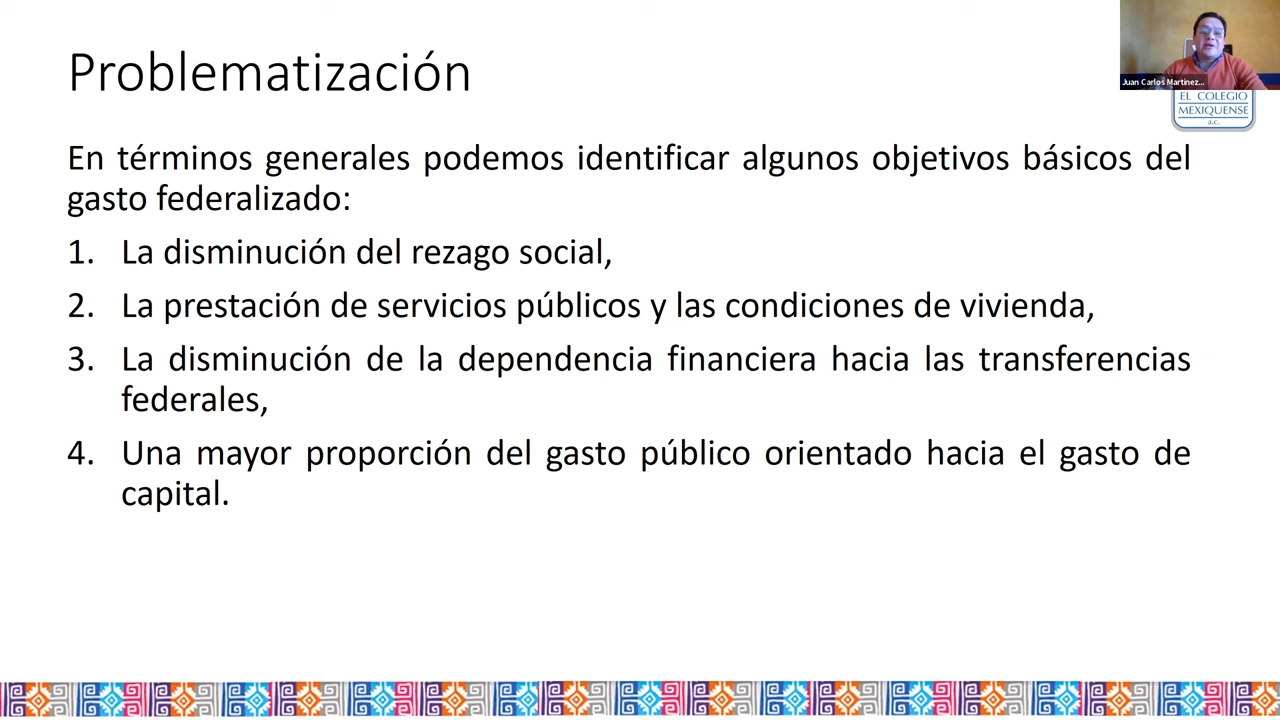 Problematización
Juan Carlos Martinez...
EL COLEGIO
MEXIQUENSE
a.c.
En términos generales podemos identificar algunos objetivos básicos del
gasto federalizado:
1. La disminución del rezago social,
2. La prestación de servicios públicos y las condiciones de vivienda,
3. La disminución de la dependencia financiera hacia las transferencias
federales,
4. Una mayor proporción del gasto público orientado hacia el gasto de
capital.